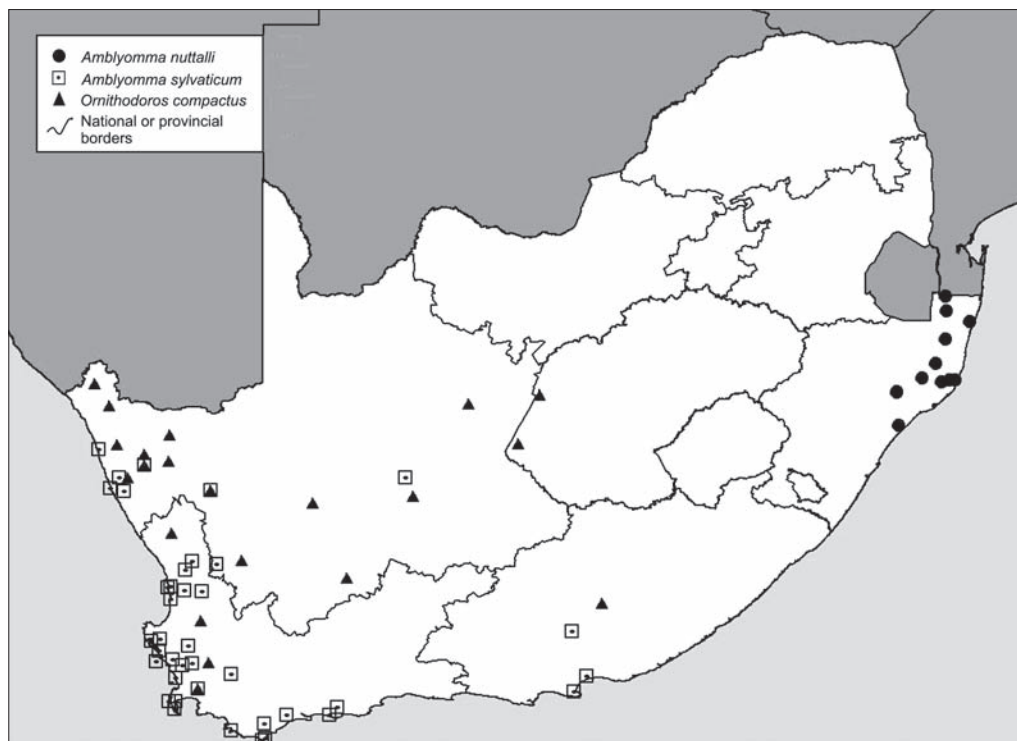 Amblyomma nuttalli
Amblyomma sylvaticum
Ornithodoros compactus
National or provincial
borders